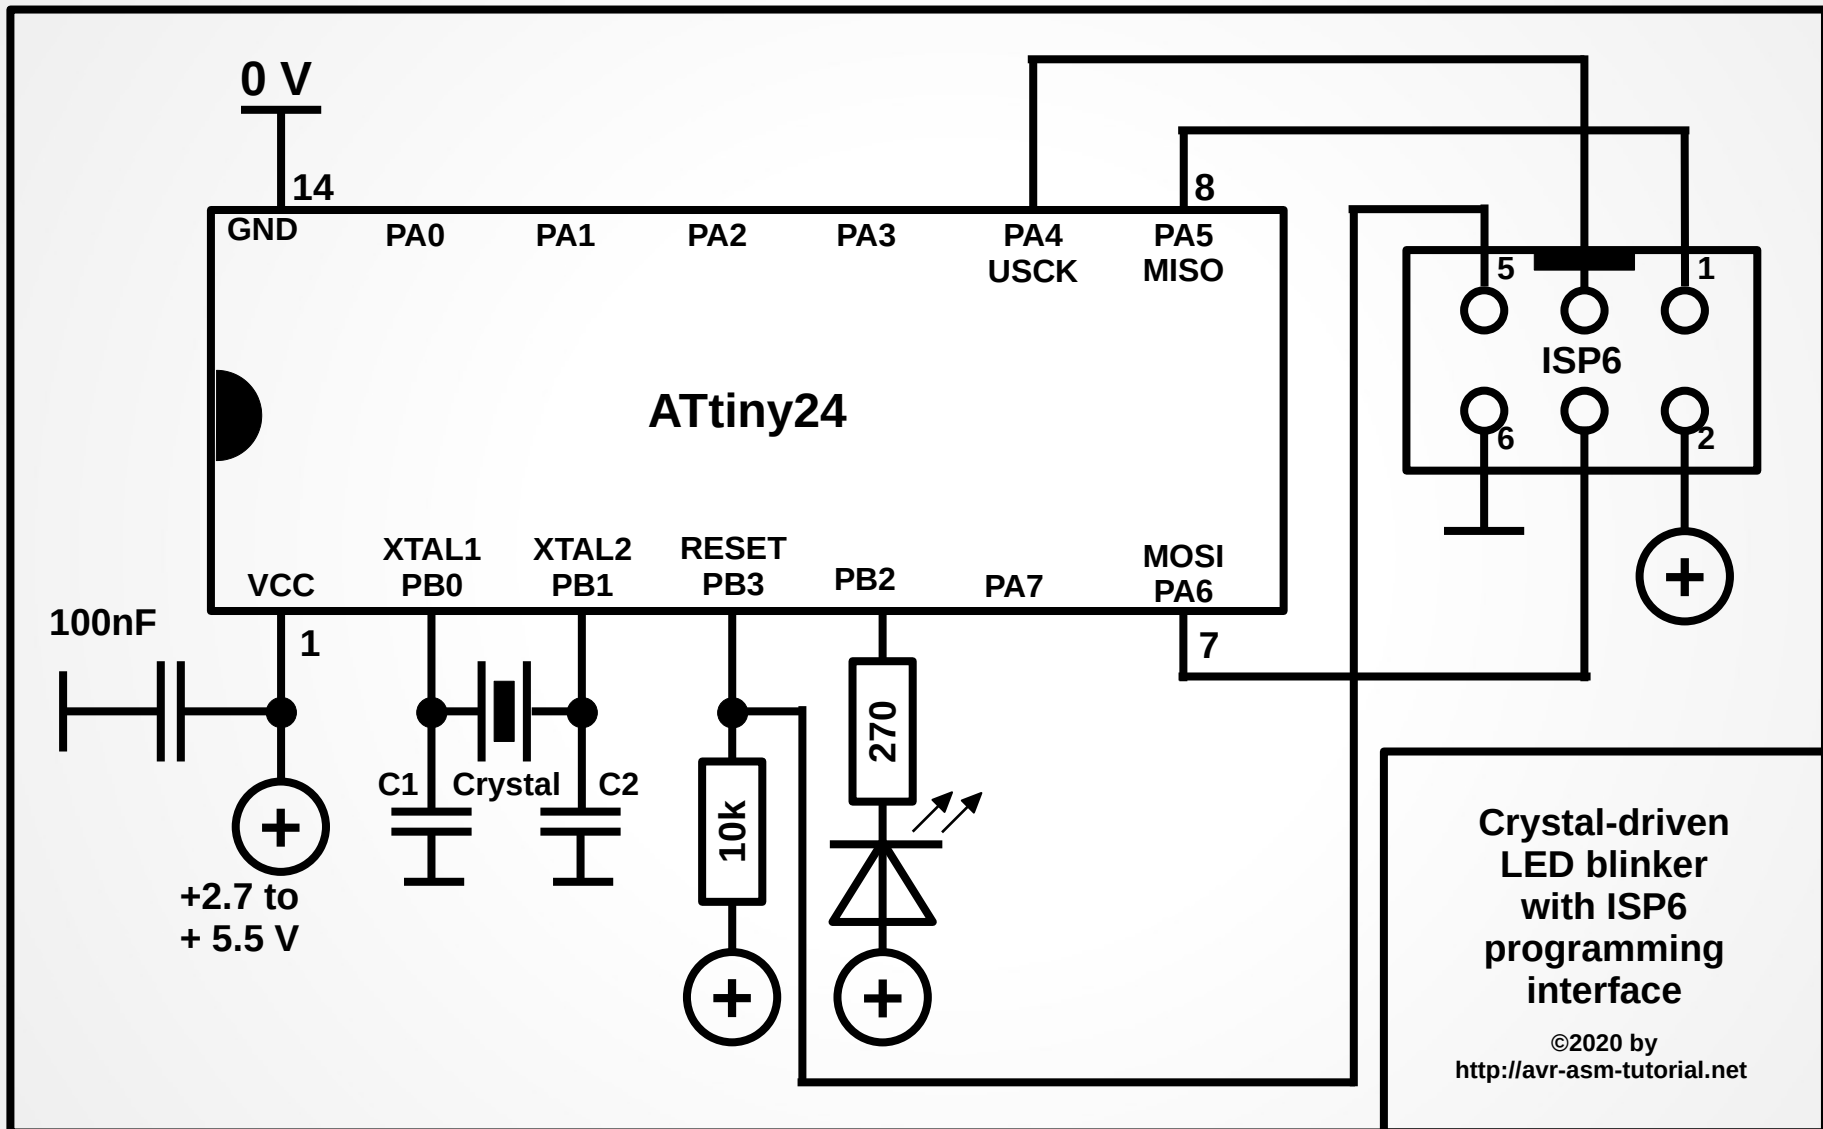 0 V
14
8
GND
PA0
PA1
PA2
PA3
PA4
USCK
PA5
MISO
5
1
ISP6
6
2
ATtiny24
VCC
XTAL1
PB0
XTAL2
PB1
RESET
PB3
PB2
PA7
MOSI
PA6
100nF
1
7
+
270
C1
Crystal
C2
+
10k
+2.7 to
+ 5.5 V
+
+
Crystal-driven
LED blinker
with ISP6
programming
interface
©2020 by
http://avr-asm-tutorial.net